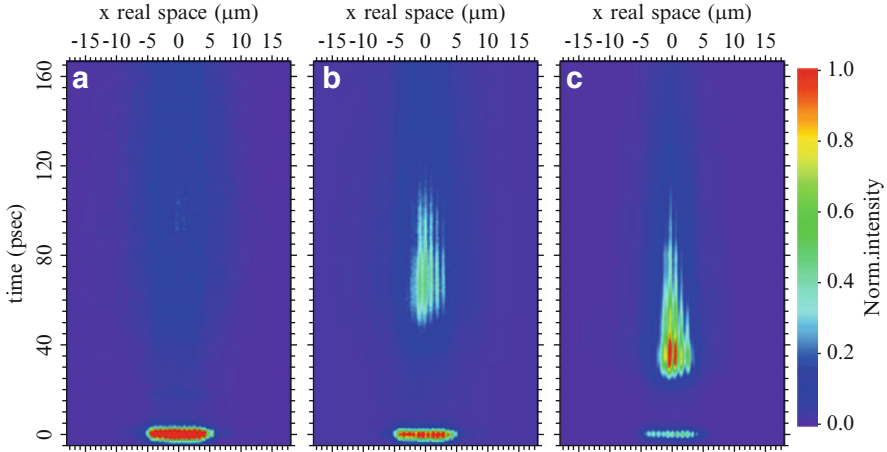 x real space (μm) x real space (μm) x real space (μm)
-15 -10 -5 0 5 10 15 -15 -10 -5 0 5 10 15 -15 -10 -5 0 5 10 15
a b c
160
120
80
40
0
time (psec)
1.0
0.8
0.6
0.4
0.2
0.0
Norm.intensity